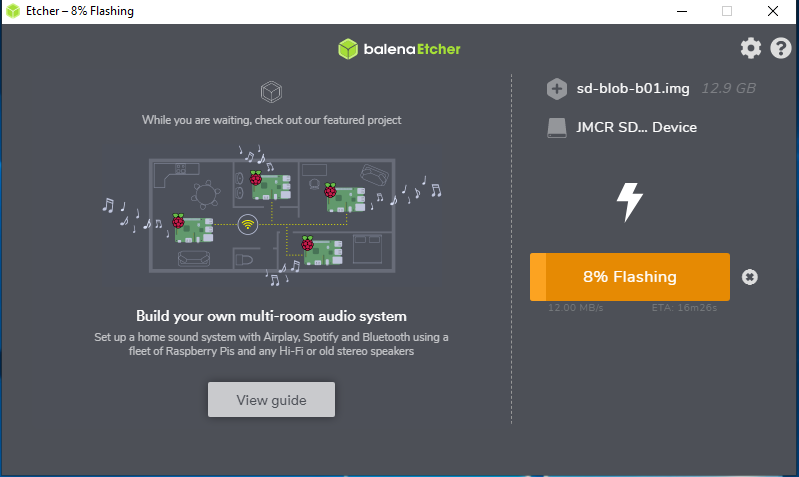 Etcher – 8% Flashing
balenaEtcher
While you are waiting, check out our featured project
Build your own multi-room audio system
Set up a home sound system with Airplay, Spotify and Bluetooth using a
fleet of Raspberry Pis and any Hi-Fi or old stereo speakers
View guide
sd-blob-b01.img 12.9 GB
JMCR SD... Device
8% Flashing
12.00 MB/s ETA: 16m26s